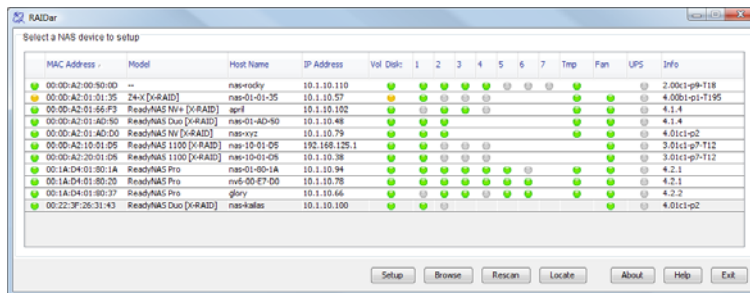 RAIDar
Select a NAS device to setup
MAC Address Model Host Name IP Address Vol Disk: 1 2 3 4 5 6 7 Tmp Fan UPS Info
00:0D:A2:00:50:0D -- nas-rocky 10.1.10.110 2.00c1-p9-T18
00:0D:A2:01:01:35 Z4-X [X-RAID] nas-01-01-35 10.1.10.57 4.00b1-p1-T195
00:0D:A2:01:66:F3 ReadyNAS NV+ [X-RAID] april 10.1.10.102 4.1.4
00:0D:A2:01:AD:50 ReadyNAS Duo [X-RAID] nas-01-AD-50 10.1.10.48 4.1.4
00:0D:A2:01:AD:D0 ReadyNAS NV [X-RAID] nas-xyz 10.1.10.79 4.01c1-p2
00:0D:A2:10:01:D5 ReadyNAS 1100 [X-RAID] nas-10-01-D5 192.168.125.1 3.01c1-p7-T12
00:0D:A2:20:01:D5 ReadyNAS 1100 [X-RAID] nas-10-01-D5 10.1.10.38 3.01c1-p7-T12
00:1A:D4:01:80:1A ReadyNAS Pro nas-01-80-1A 10.1.10.94 4.2.1
00:1A:D4:01:80:20 ReadyNAS Pro nv6-00-E7-D0 10.1.10.78 4.2.1
00:1A:D4:01:80:37 ReadyNAS Pro glory 10.1.10.66 4.2.2
00:22:3F:26:31:43 ReadyNAS Duo [X-RAID] nas-kailas 10.1.10.100 4.01c1-p2
Setup Browse Rescan Locate About Help Exit